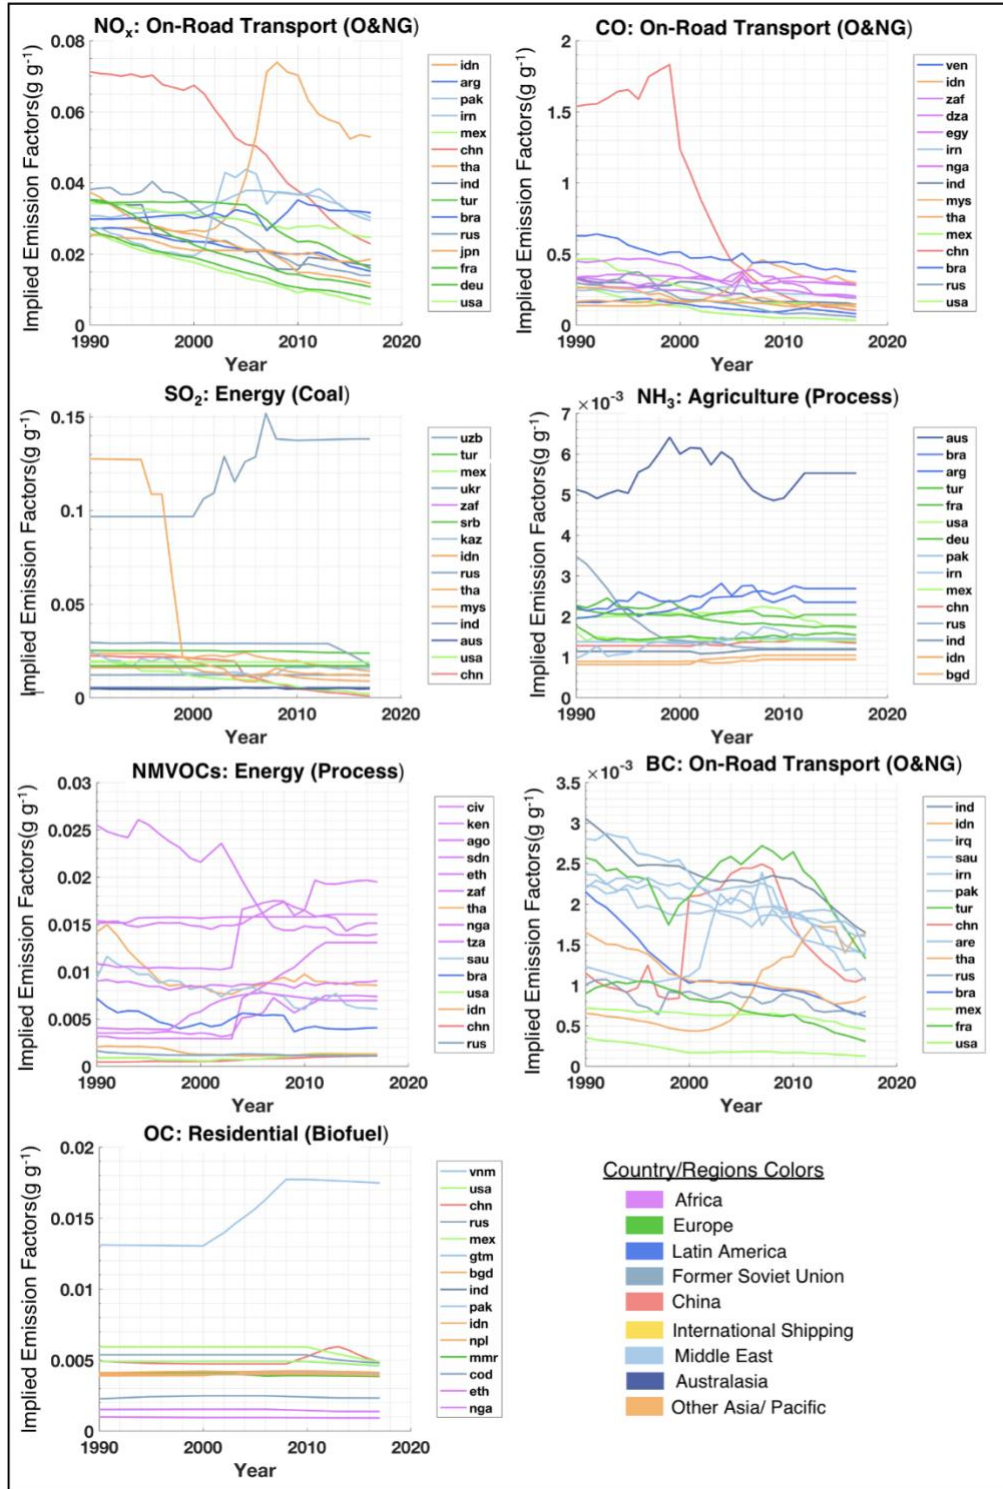 NOx: On-Road Transport (O&NG)
Implied Emission Factors(g g-1)
0.08
0.06
0.04
0.02
0
1990
2000
2010
2020
Year
idn
arg
pak
irn
mex
chn
tha
ind
tur
bra
rus
jpn
fra
deu
usa
CO: On-Road Transport (O&NG)
Implied Emission Factors(g g-1)
2
1.5
1
0.5
0
1990
2000
2010
2020
Year
ven
idn
zaf
dza
egy
irn
nga
ind
mys
tha
mex
chn
bra
rus
usa
SO2: Energy (Coal)
Implied Emission Factors(g g-1)
0.15
0.1
0.05
0
2000
2010
2020
Year
uzb
tur
mex
ukr
zaf
srb
kaz
idn
rus
tha
mys
ind
aus
usa
chn
NH3: Agriculture (Process)
×10-3
Implied Emission Factors(g g-1)
7
6
5
4
3
2
1
0
1990
2000
2010
2020
Year
aus
bra
arg
tur
fra
usa
deu
pak
irn
mex
chn
rus
ind
idn
bgd
NMVOCs: Energy (Process)
Implied Emission Factors(g g-1)
0.03
0.025
0.02
0.015
0.01
0.005
0
1990
2000
2010
2020
Year
civ
ken
ago
sdn
eth
zaf
tha
nga
tza
sau
bra
usa
idn
chn
rus
BC: On-Road Transport (O&NG)
×10-3
Implied Emission Factors(g g-1)
3.5
3
2.5
2
1.5
1
0.5
0
1990
2000
2010
2020
Year
ind
idn
irq
sau
irn
pak
tur
chn
are
tha
rus
bra
mex
fra
usa
OC: Residential (Biofuel)
Implied Emission Factors(g g-1)
0.02
0.015
0.01
0.005
0
1990
2000
2010
2020
Year
vnm
usa
chn
rus
mex
gtm
bgd
ind
pak
idn
npl
mmr
cod
eth
nga
Country/Regions Colors
Africa
Europe
Latin America
Former Soviet Union
China
International Shipping
Middle East
Australasia
Other Asia/ Pacific